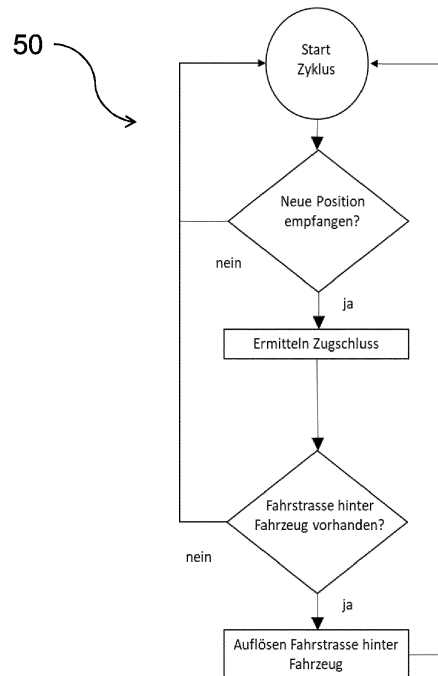 50
Start
Zyklus
Neue Position
empfangen?
nein
ja
Ermitteln Zugschluss
Fahrstrasse hinter
Fahrzeug vorhanden?
nein
ja
Auflösen Fahrstrasse hinter
Fahrzeug